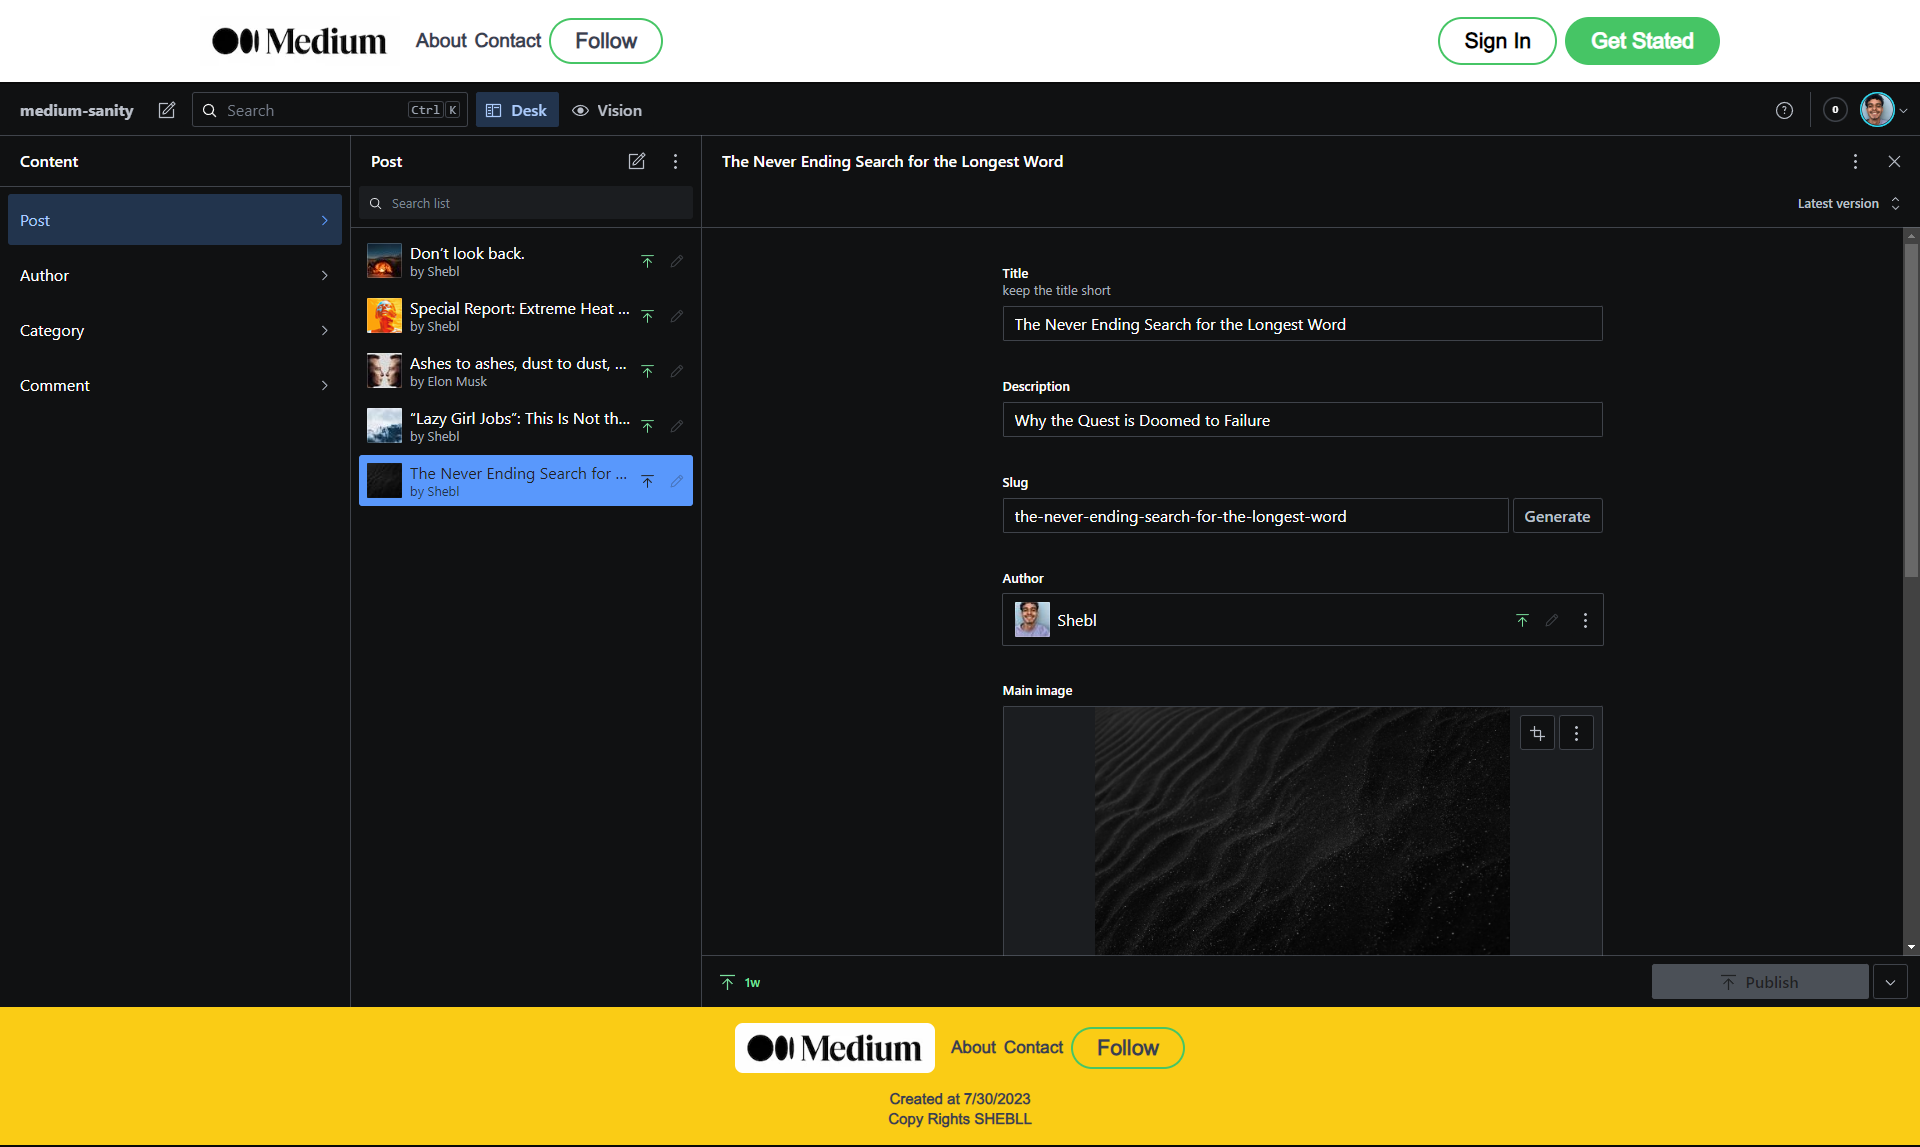 Medium About Contact Follow Sign In Get Stated
medium-sanity Search Ctrl K Desk Vision 0
Content
Post
Author
Category
Comment
Post
Search list
Don’t look back.
by Shebl
Special Report: Extreme Heat ...
by Shebl
Ashes to ashes, dust to dust, ...
by Elon Musk
“Lazy Girl Jobs”: This Is Not th...
by Shebl
The Never Ending Search for ...
by Shebl
The Never Ending Search for the Longest Word
Latest version
Title
keep the title short
The Never Ending Search for the Longest Word
Description
Why the Quest is Doomed to Failure
Slug
the-never-ending-search-for-the-longest-word Generate
Author
Shebl
Main image
1w Publish
Medium About Contact Follow
Created at 7/30/2023
Copy Rights SHEBLL